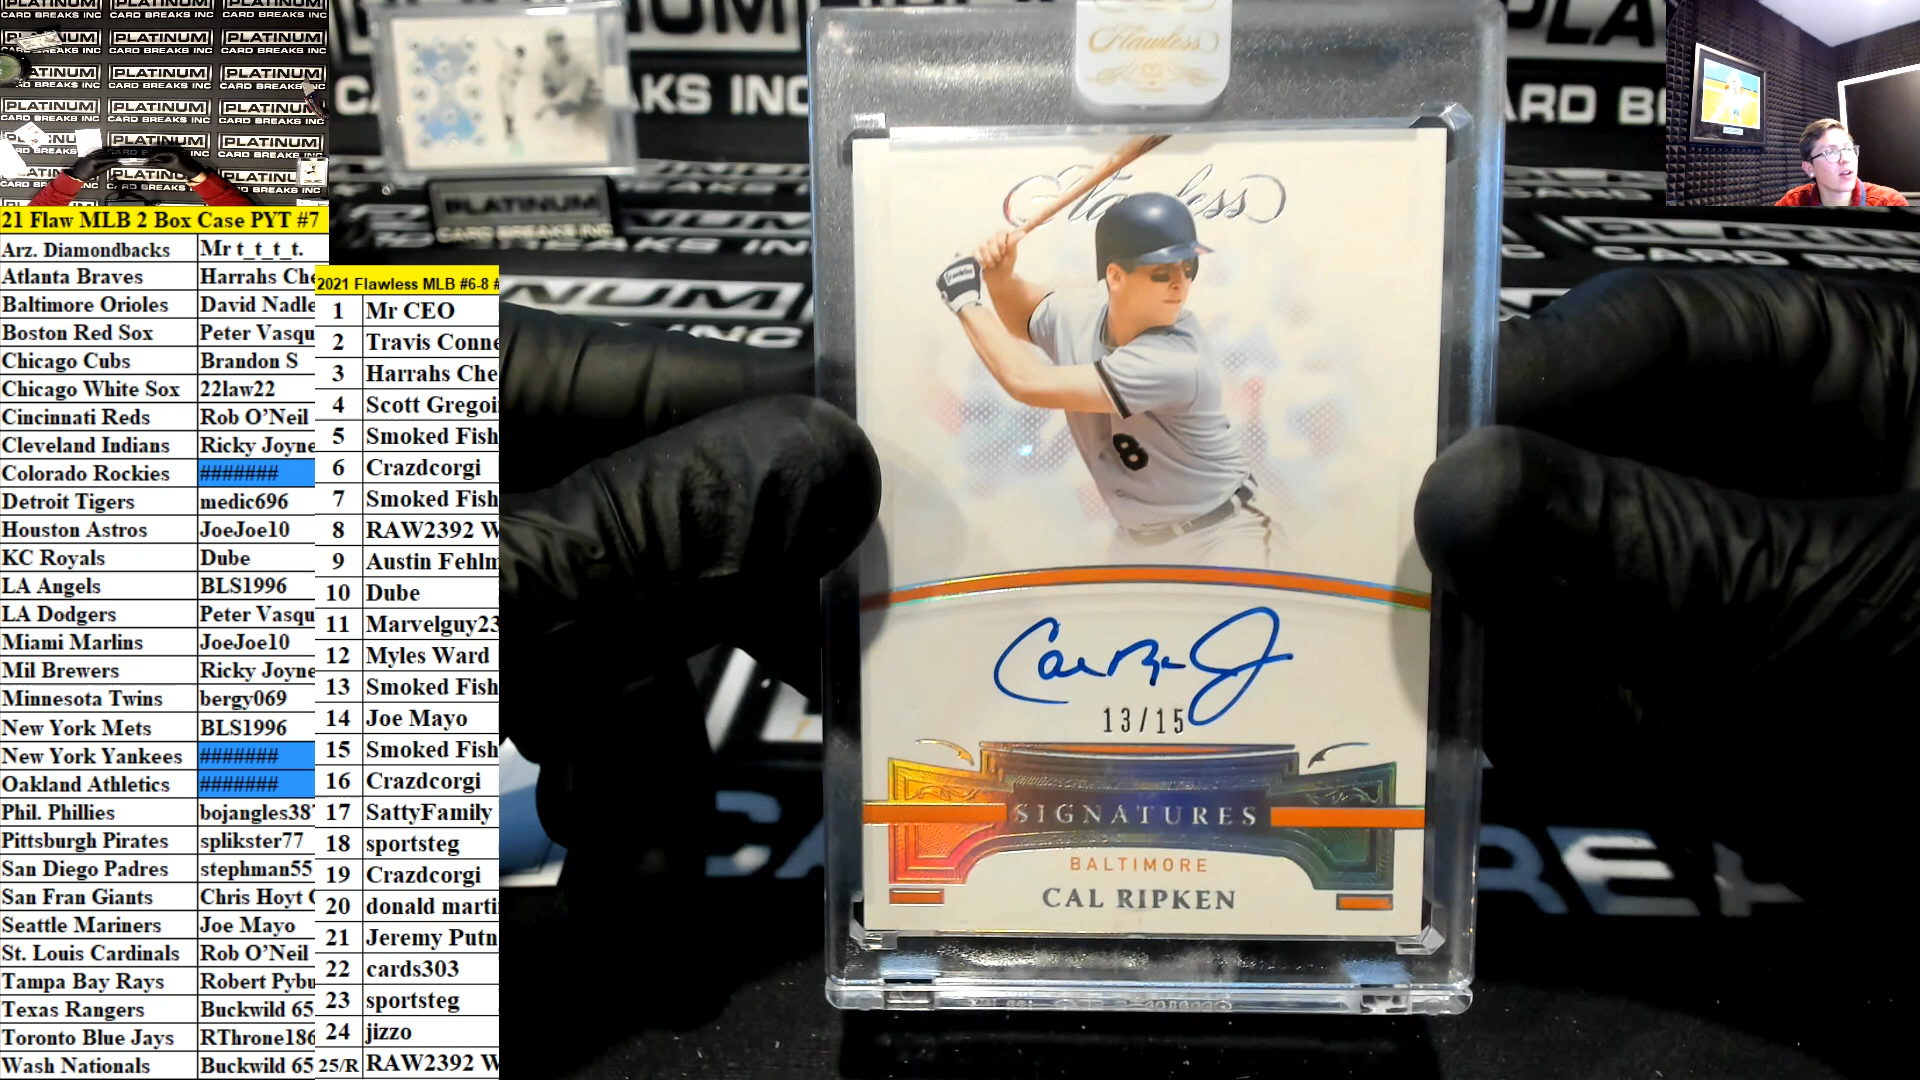 PLATINUM
CARD BREAKS INC
21 Flaw MLB 2 Box Case PYT #7
Arz. Diamondbacks Mr t_t_t_t.
Atlanta Braves Harrahs Che
Baltimore Orioles David Nadle
Boston Red Sox Peter Vasqu
Chicago Cubs Brandon S
Chicago White Sox 22law22
Cincinnati Reds Rob O’Neil
Cleveland Indians Ricky Joyne
Colorado Rockies #######
Detroit Tigers medic696
Houston Astros JoeJoe10
KC Royals Dube
LA Angels BLS1996
LA Dodgers Peter Vasqu
Miami Marlins JoeJoe10
Mil Brewers Ricky Joyne
Minnesota Twins bergy069
New York Mets BLS1996
New York Yankees #######
Oakland Athletics #######
Phil. Phillies bojangles38
Pittsburgh Pirates splikster77
San Diego Padres stephman55
San Fran Giants Chris Hoyt
Seattle Mariners Joe Mayo
St. Louis Cardinals Rob O’Neil
Tampa Bay Rays Robert Pybu
Texas Rangers Buckwild 65
Toronto Blue Jays RThrone186
Wash Nationals Buckwild 65
2021 Flawless MLB #6-8 #
1 Mr CEO
2 Travis Conne
3 Harrahs Che
4 Scott Gregoi
5 Smoked Fish
6 Crazdcorgi
7 Smoked Fish
8 RAW2392 W
9 Austin Fehlm
10 Dube
11 Marvelguy23
12 Myles Ward
13 Smoked Fish
14 Joe Mayo
15 Smoked Fish
16 Crazdcorgi
17 SattyFamily
18 sportsteg
19 Crazdcorgi
20 donald marti
21 Jeremy Putn
22 cards303
23 sportsteg
24 jizzo
25/R RAW2392 W
PLATINUM
CARD BREAKS INC
Flawless
Flawless
Franklin
8
13/15
SIGNATURES
BALTIMORE
CAL RIPKEN